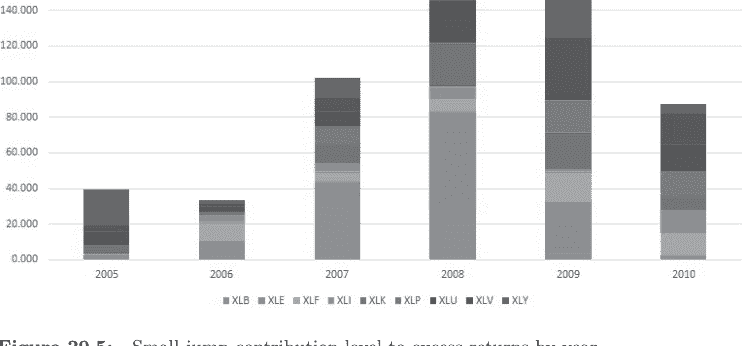 140.000
120.000
100.000
80.000
60.000
40.000
20.000
0.000
2005 2006 2007 2008 2009 2010
XLB XLE XLF XLI XLK XLP XLU XLV XLY
Small jump contribution level to excess returns by year